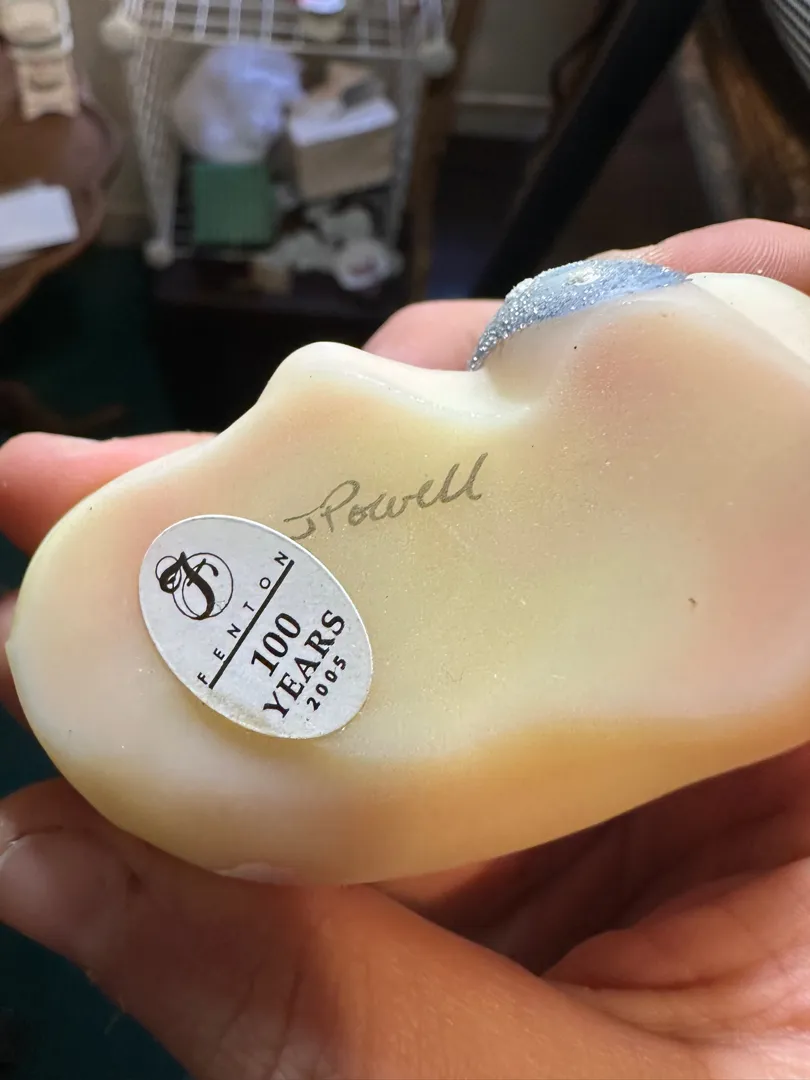 J Powell
F
FENTON
100
YEARS
2005